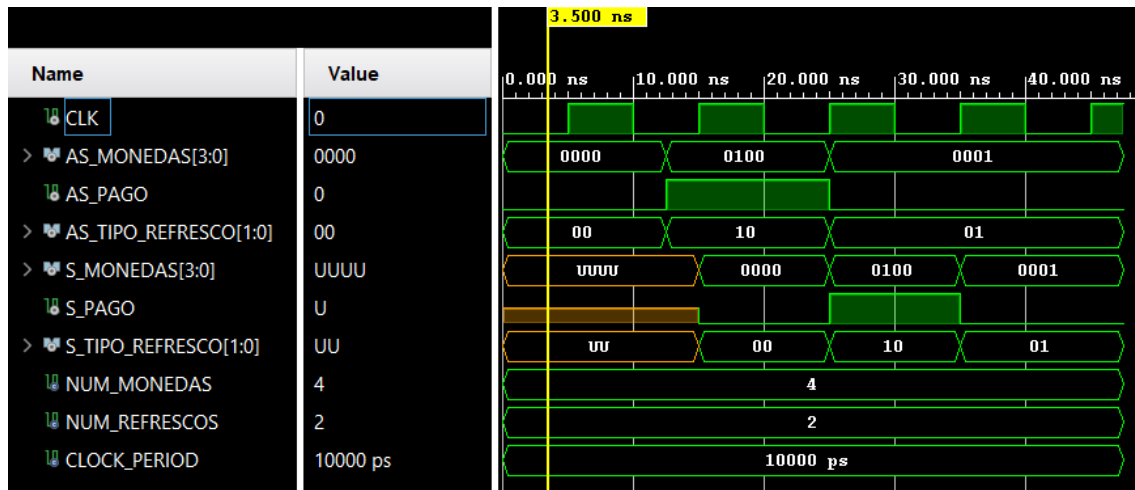 3.500 ns
Name Value 0.000 ns 10.000 ns 20.000 ns 30.000 ns 40.000 ns
CLK 0
AS_MONEDAS[3:0] 0000 0000 0100 0001
AS_PAGO 0
AS_TIPO_REFRESCO[1:0] 00 00 10 01
S_MONEDAS[3:0] UUUU UUUU 0000 0100 0001
S_PAGO U
S_TIPO_REFRESCO[1:0] UU UU 00 10 01
NUM_MONEDAS 4 4
NUM_REFRESCOS 2 2
CLOCK_PERIOD 10000 ps 10000 ps